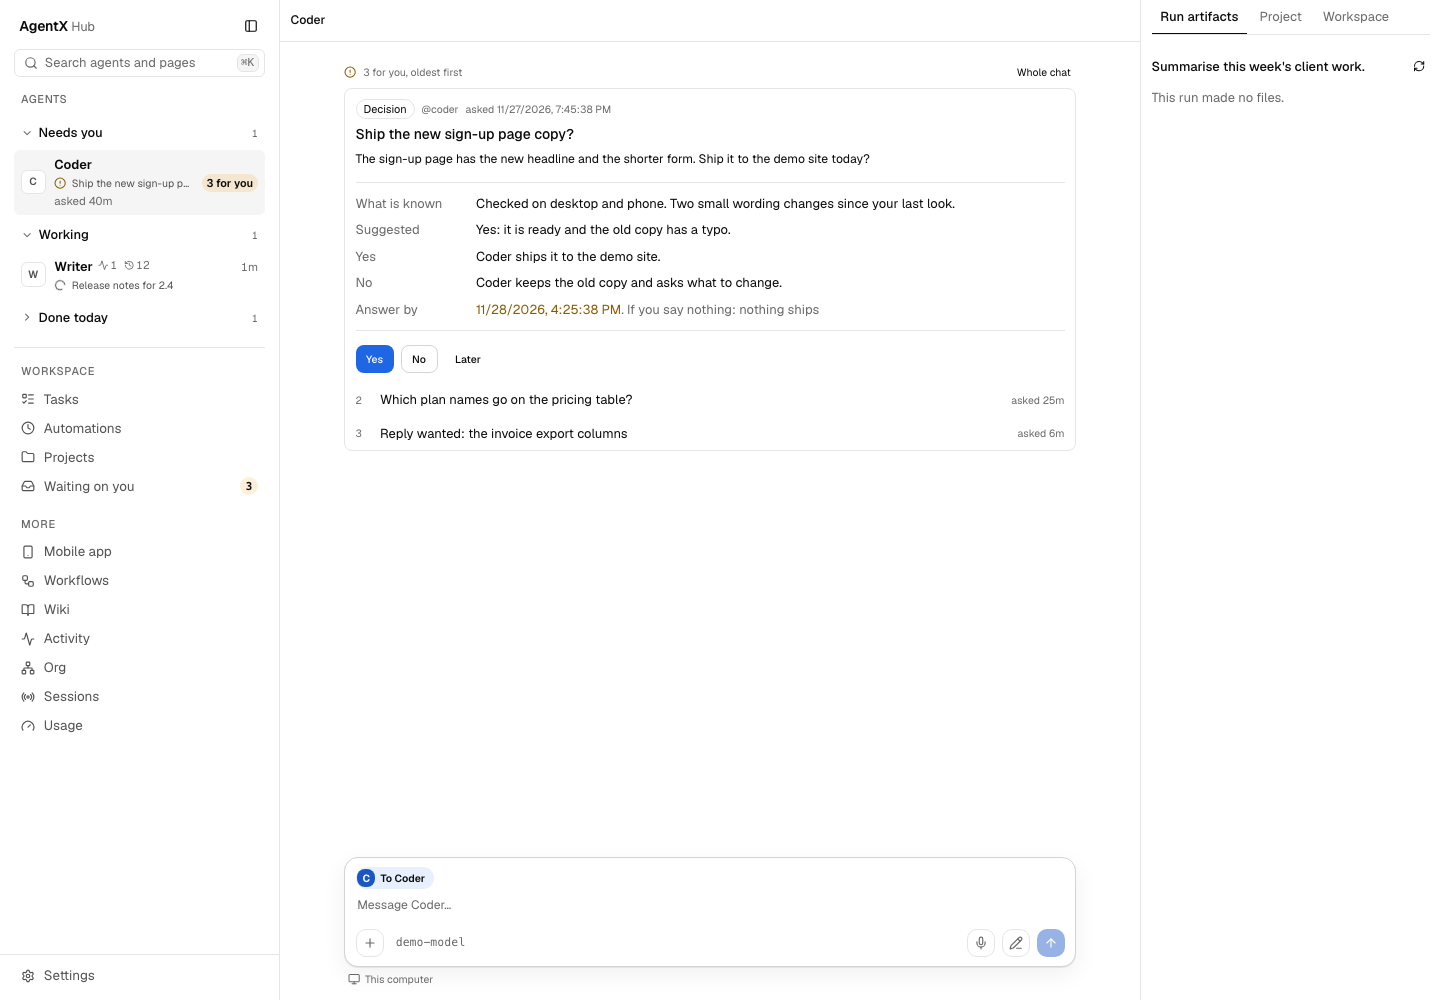 AgentX Hub
Search agents and pages ⌘K
AGENTS
Needs you 1
C
Coder
Ship the new sign-up p... 3 for you
asked 40m
Working 1
W
Writer 1 12 1m
Release notes for 2.4
Done today 1
WORKSPACE
Tasks
Automations
Projects
Waiting on you 3
MORE
Mobile app
Workflows
Wiki
Activity
Org
Sessions
Usage
Settings
Coder
3 for you, oldest first Whole chat
Decision @coder asked 11/27/2026, 7:45:38 PM
Ship the new sign-up page copy?
The sign-up page has the new headline and the shorter form. Ship it to the demo site today?
What is known Checked on desktop and phone. Two small wording changes since your last look.
Suggested Yes: it is ready and the old copy has a typo.
Yes Coder ships it to the demo site.
No Coder keeps the old copy and asks what to change.
Answer by 11/28/2026, 4:25:38 PM. If you say nothing: nothing ships
Yes No Later
2 Which plan names go on the pricing table? asked 25m
3 Reply wanted: the invoice export columns asked 6m
C To Coder
Message Coder...
demo-model
This computer
Run artifacts Project Workspace
Summarise this week's client work.
This run made no files.